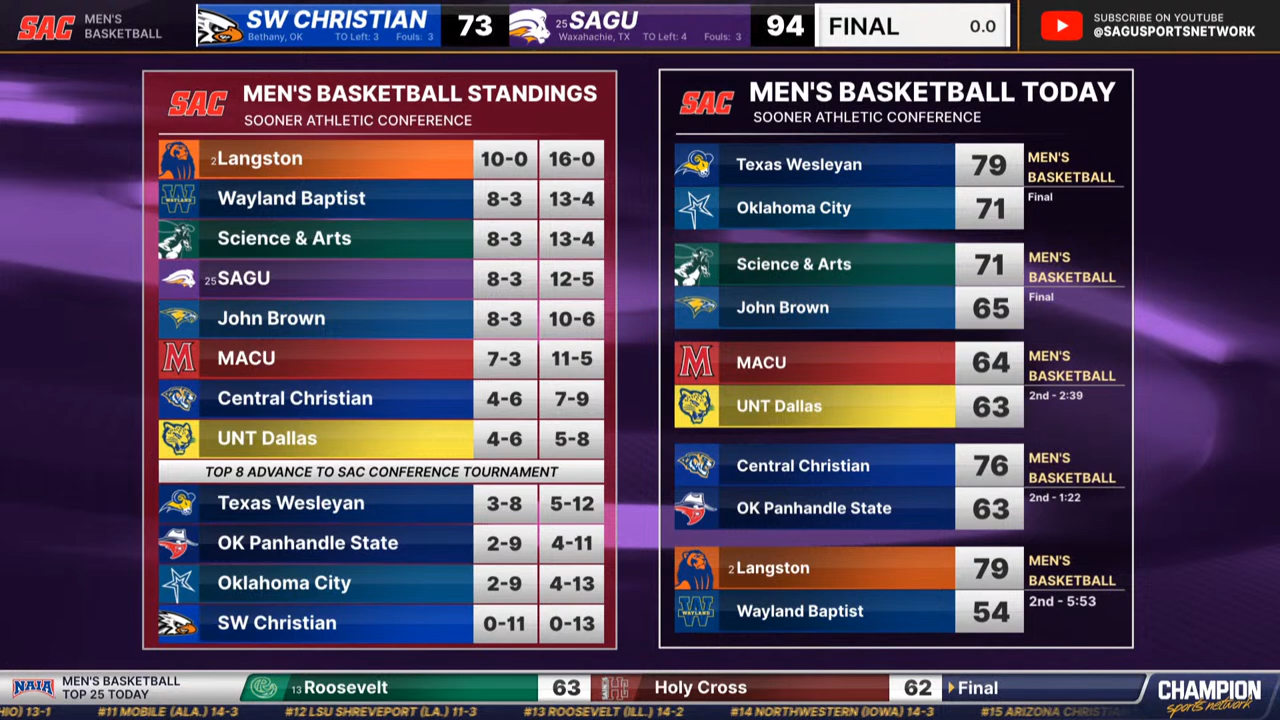 SAC MEN'S BASKETBALL
SW CHRISTIAN 73
Bethany, OK TO Left: 3 Fouls: 3
25 SAGU 94
Waxahachie, TX TO Left: 4 Fouls: 3
FINAL 0.0
SUBSCRIBE ON YOUTUBE
@SAGUSPORTSNETWORK
SAC MEN'S BASKETBALL STANDINGS
SOONER ATHLETIC CONFERENCE
2 Langston 10-0 16-0
Wayland Baptist 8-3 13-4
Science & Arts 8-3 13-4
25 SAGU 8-3 12-5
John Brown 8-3 10-6
MACU 7-3 11-5
Central Christian 4-6 7-9
UNT Dallas 4-6 5-8
TOP 8 ADVANCE TO SAC CONFERENCE TOURNAMENT
Texas Wesleyan 3-8 5-12
OK Panhandle State 2-9 4-11
Oklahoma City 2-9 4-13
SW Christian 0-11 0-13
SAC MEN'S BASKETBALL TODAY
SOONER ATHLETIC CONFERENCE
Texas Wesleyan 79
Oklahoma City 71
MEN'S
BASKETBALL
Final
Science & Arts 71
John Brown 65
MEN'S
BASKETBALL
Final
MACU 64
UNT Dallas 63
MEN'S
BASKETBALL
2nd - 2:39
Central Christian 76
OK Panhandle State 63
MEN'S
BASKETBALL
2nd - 1:22
2 Langston 79
Wayland Baptist 54
MEN'S
BASKETBALL
2nd - 5:53
NAIA MEN'S BASKETBALL
TOP 25 TODAY
13 Roosevelt 63
Holy Cross 62
Final
CHAMPION
sports network
HIO) 13-1 #11 MOBILE (ALA.) 14-3 #12 LSU SHREVEPORT (LA.) 11-3 #13 ROOSEVELT (ILL.) 14-2 #14 NORTHWESTERN (IOWA) 14-3 #15 ARIZONA CHRISTIA